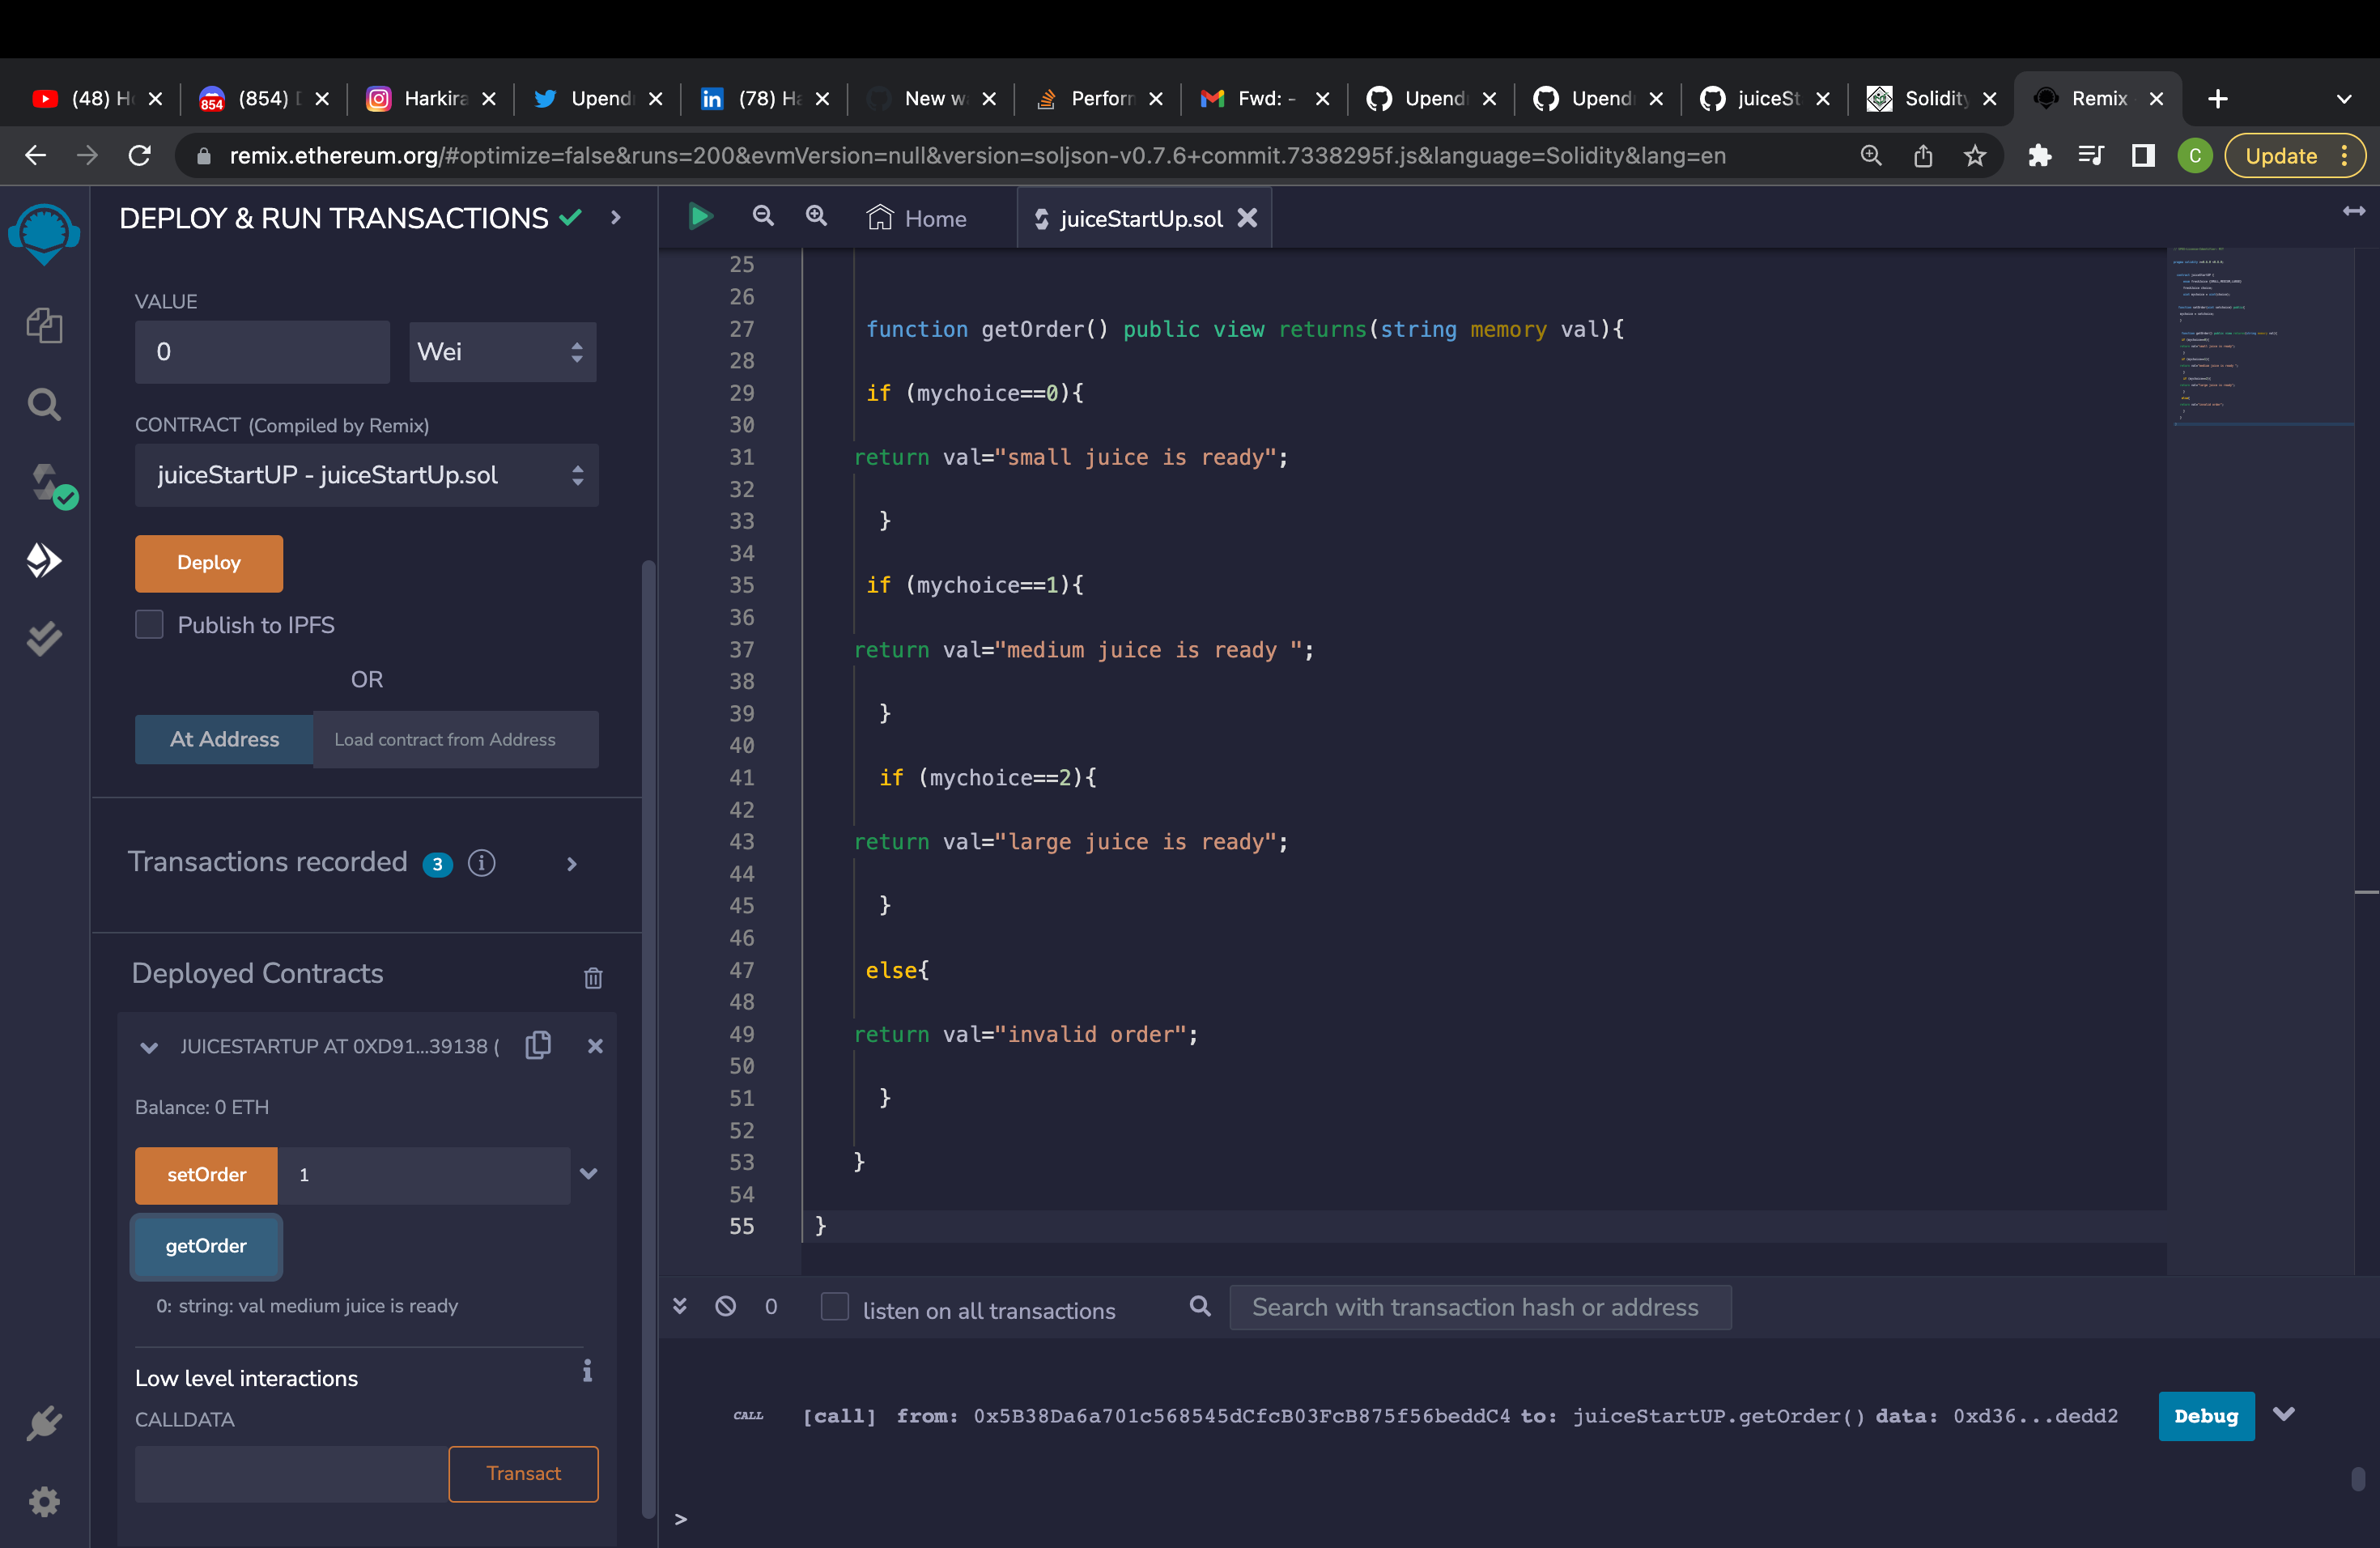 (48) H
854 (854)
Harkira
Upend
in (78) Ha
New w
Perforr
Fwd: -
Upend
Upend
juiceSt
Solidity
Remix
remix.ethereum.org/#optimize=false&runs=200&evmVersion=null&version=soljson-v0.7.6+commit.7338295f.js&language=Solidity&lang=en
C
Update
DEPLOY & RUN TRANSACTIONS
VALUE
0
Wei
CONTRACT (Compiled by Remix)
juiceStartUP - juiceStartUp.sol
Deploy
Publish to IPFS
OR
At Address
Load contract from Address
Transactions recorded 3 i
Deployed Contracts
JUICESTARTUP AT 0XD91...39138 (
Balance: 0 ETH
setOrder 1
getOrder
0: string: val medium juice is ready
Low level interactions i
CALLDATA
Transact
Home
juiceStartUp.sol
25
26
27 function getOrder() public view returns(string memory val){
28
29 if (mychoice==0){
30
31 return val="small juice is ready";
32
33 }
34
35 if (mychoice==1){
36
37 return val="medium juice is ready ";
38
39 }
40
41 if (mychoice==2){
42
43 return val="large juice is ready";
44
45 }
46
47 else{
48
49 return val="invalid order";
50
51 }
52
53 }
54
55 }
0
listen on all transactions
Search with transaction hash or address
CALL [call] from: 0x5B38Da6a701c568545dCfcB03FcB875f56beddC4 to: juiceStartUP.getOrder() data: 0xd36...dedd2
Debug
>